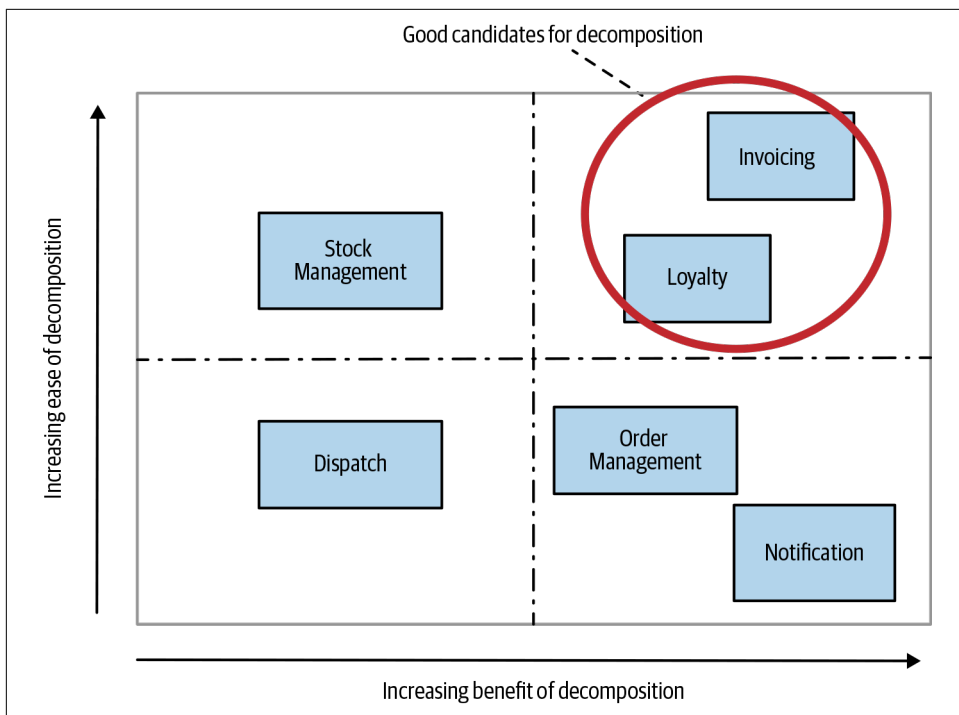 Good candidates for decomposition
Invoicing
Stock
Management
Loyalty
Increasing ease of decomposition
Dispatch
Order
Management
Notification
Increasing benefit of decomposition